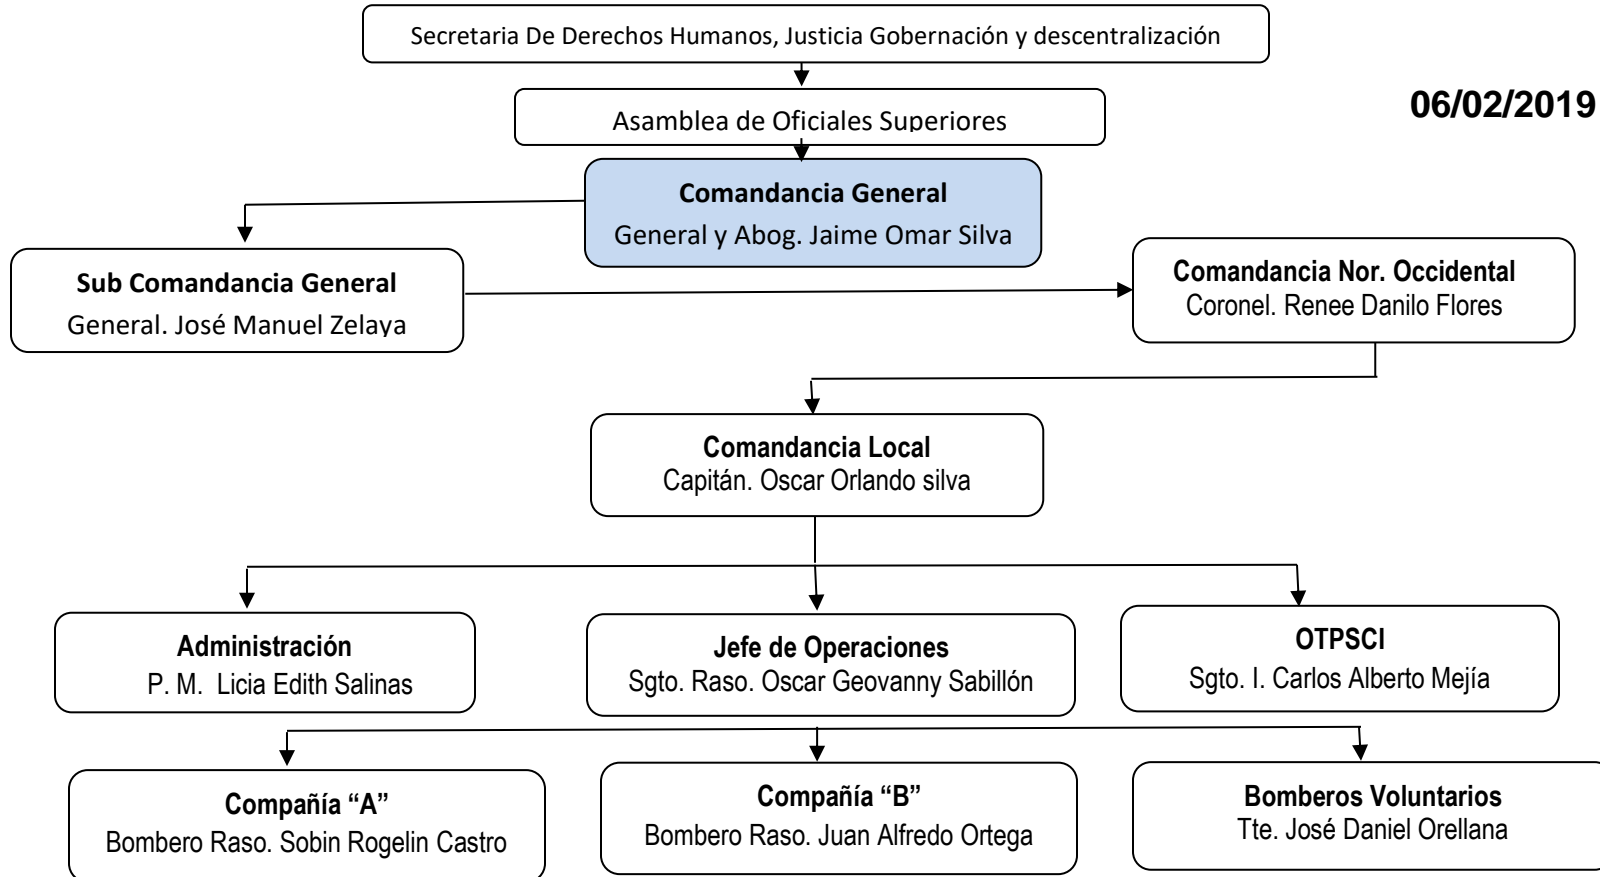 Secretaria De Derechos Humanos, Justicia Gobernación y descentralización
06/02/2019
Asamblea de Oficiales Superiores
Comandancia General
General y Abog. Jaime Omar Silva
Sub Comandancia General
General. José Manuel Zelaya
Comandancia Nor. Occidental
Coronel. Renee Danilo Flores
Comandancia Local
Capitán. Oscar Orlando silva
Administración
P. M. Licia Edith Salinas
Jefe de Operaciones
Sgto. Raso. Oscar Geovanny Sabillón
OTPSCI
Sgto. I. Carlos Alberto Mejía
Compañía “A”
Bombero Raso. Sobin Rogelin Castro
Compañía “B”
Bombero Raso. Juan Alfredo Ortega
Bomberos Voluntarios
Tte. José Daniel Orellana